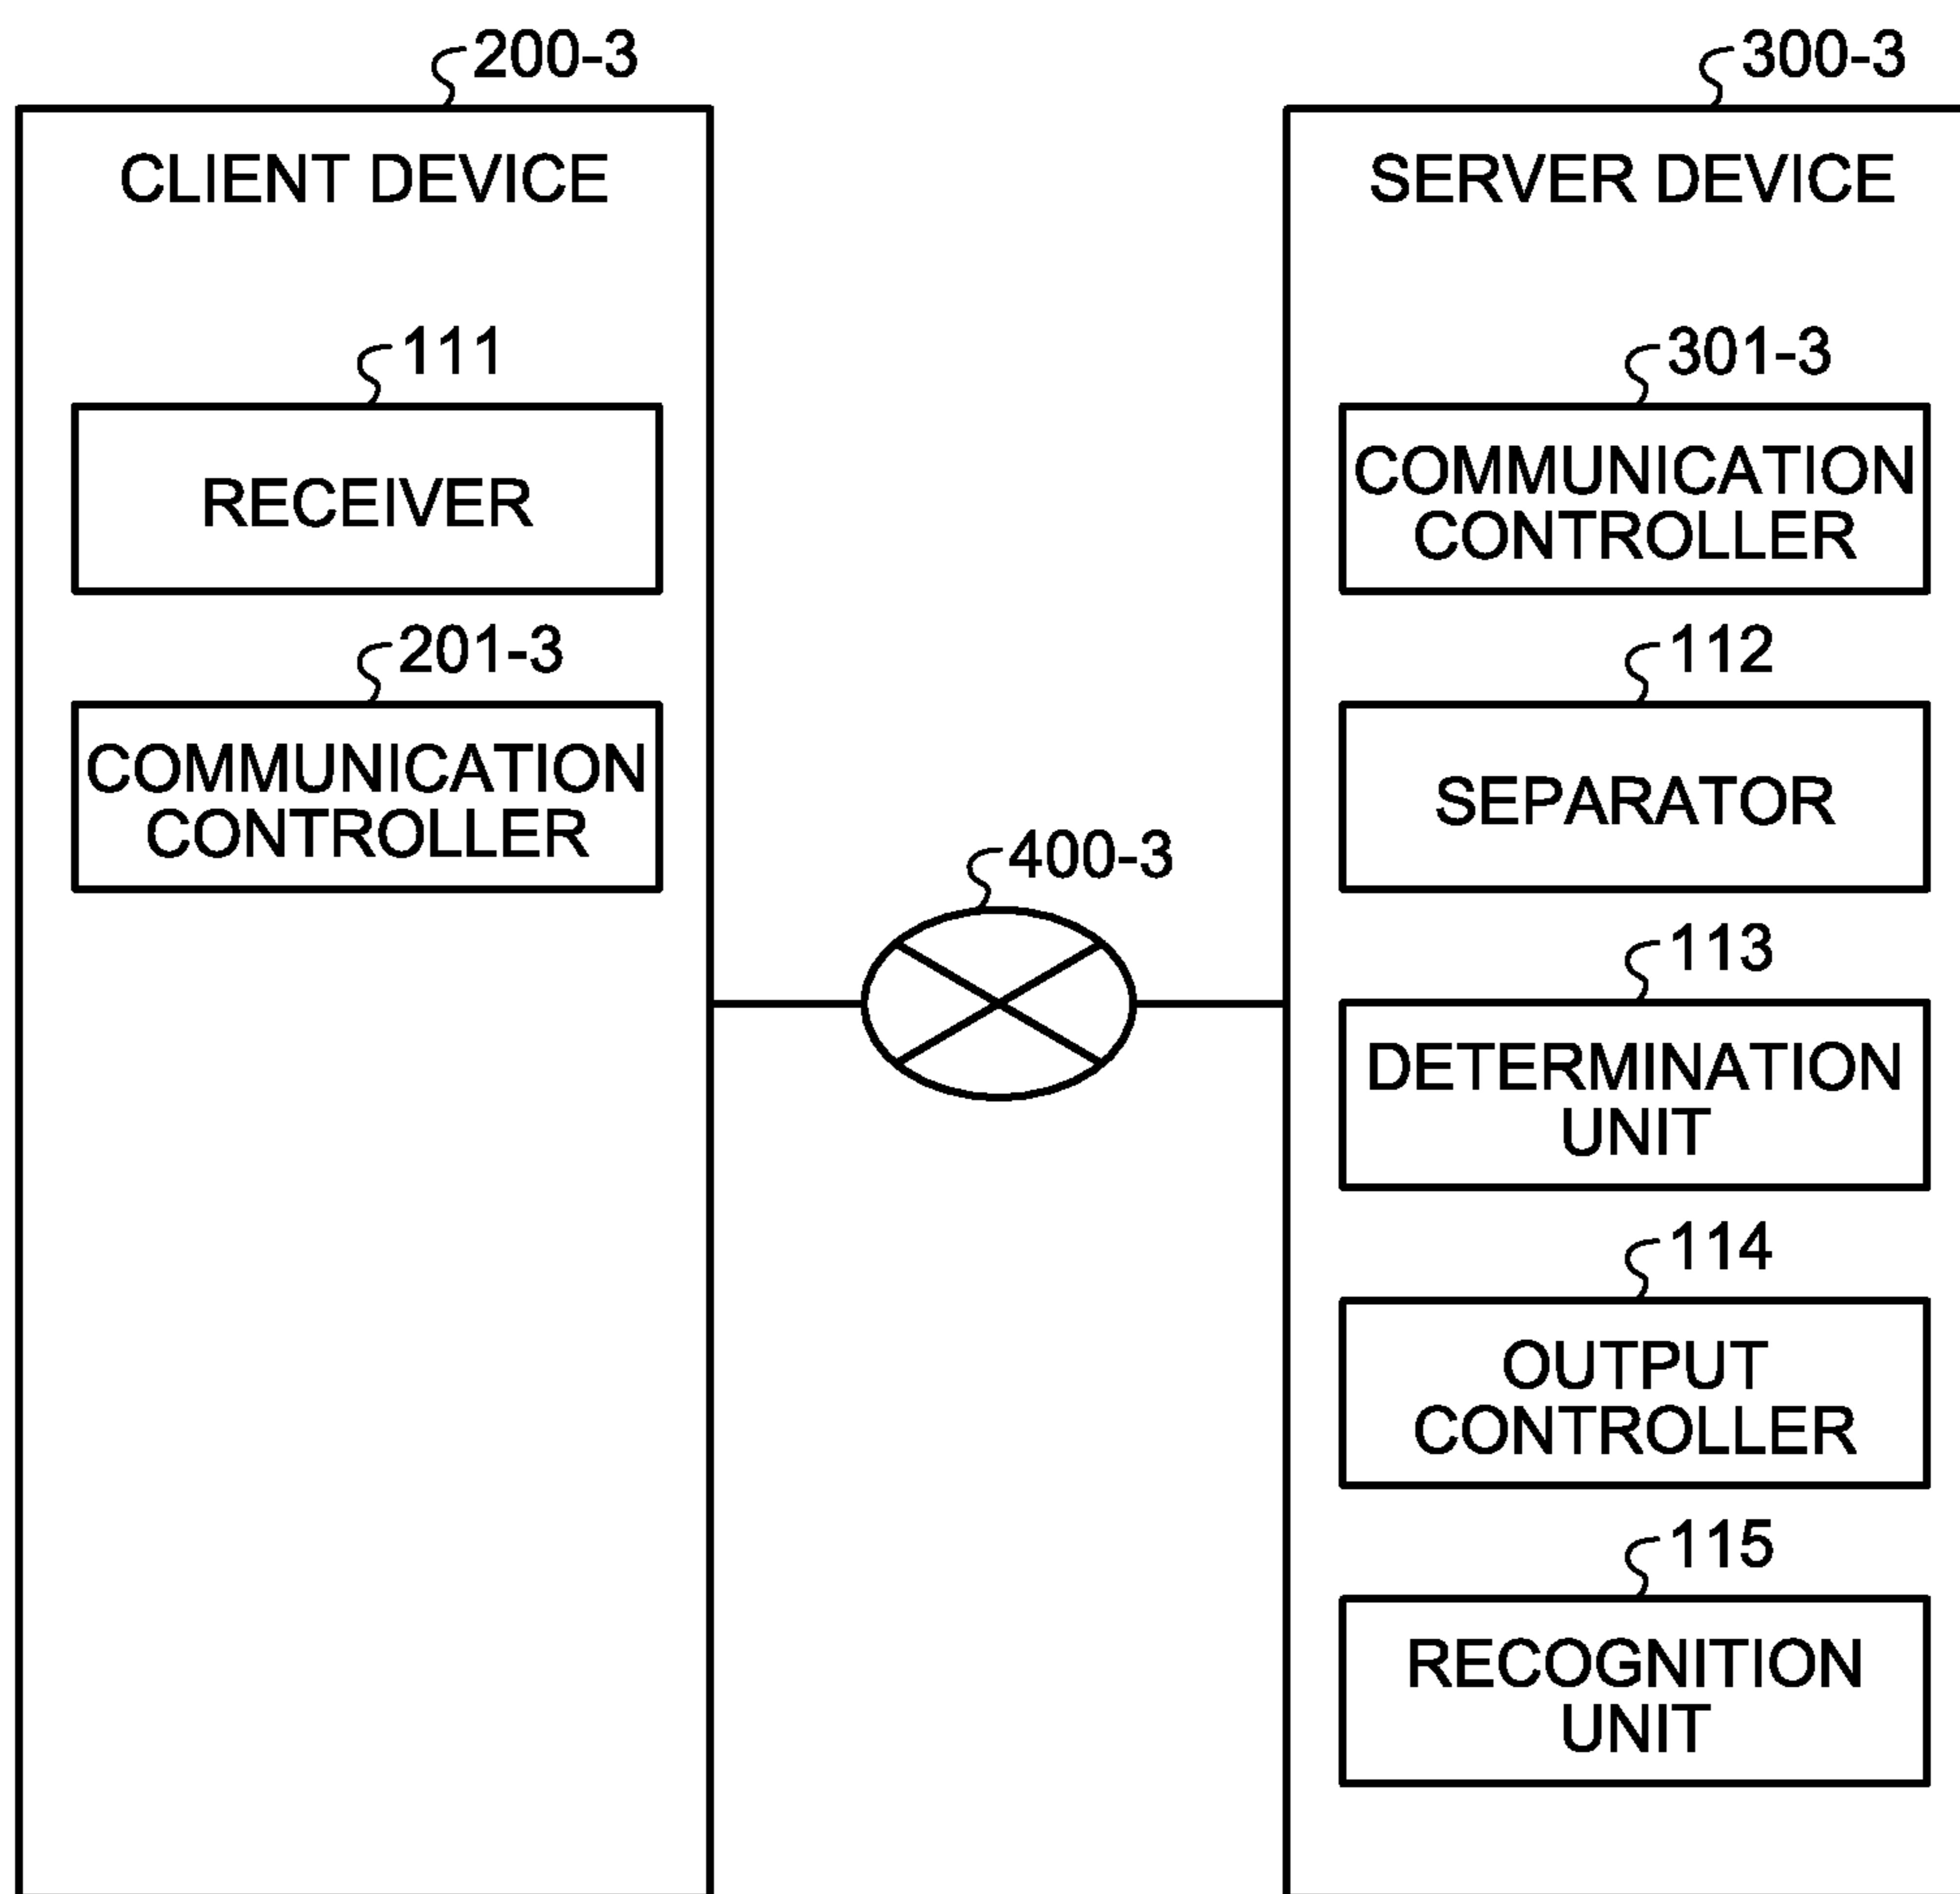 200-3
CLIENT DEVICE
111
RECEIVER
201-3
COMMUNICATION
CONTROLLER
400-3
300-3
SERVER DEVICE
301-3
COMMUNICATION
CONTROLLER
112
SEPARATOR
113
DETERMINATION
UNIT
114
OUTPUT
CONTROLLER
115
RECOGNITION
UNIT